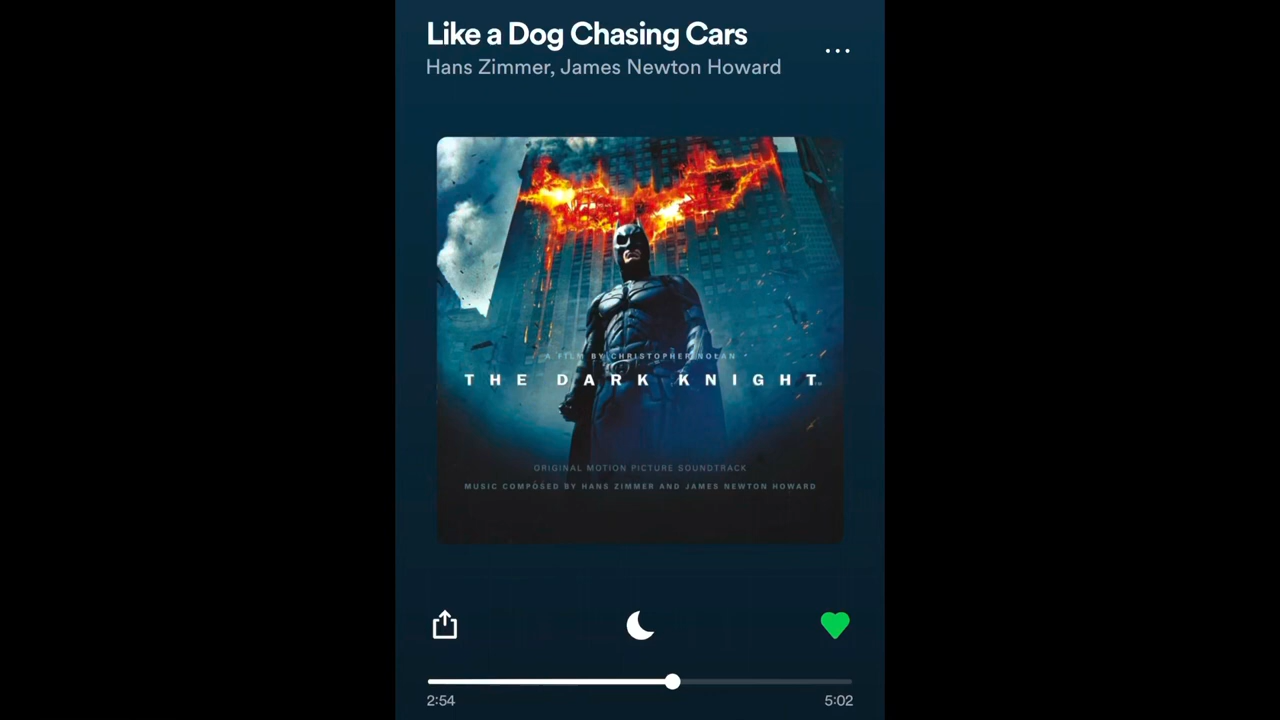 Like a Dog Chasing Cars
Hans Zimmer, James Newton Howard
A FILM BY CHRISTOPHER NOLAN
THE DARK KNIGHT™
ORIGINAL MOTION PICTURE SOUNDTRACK
MUSIC COMPOSED BY HANS ZIMMER AND JAMES NEWTON HOWARD
2:54 5:02